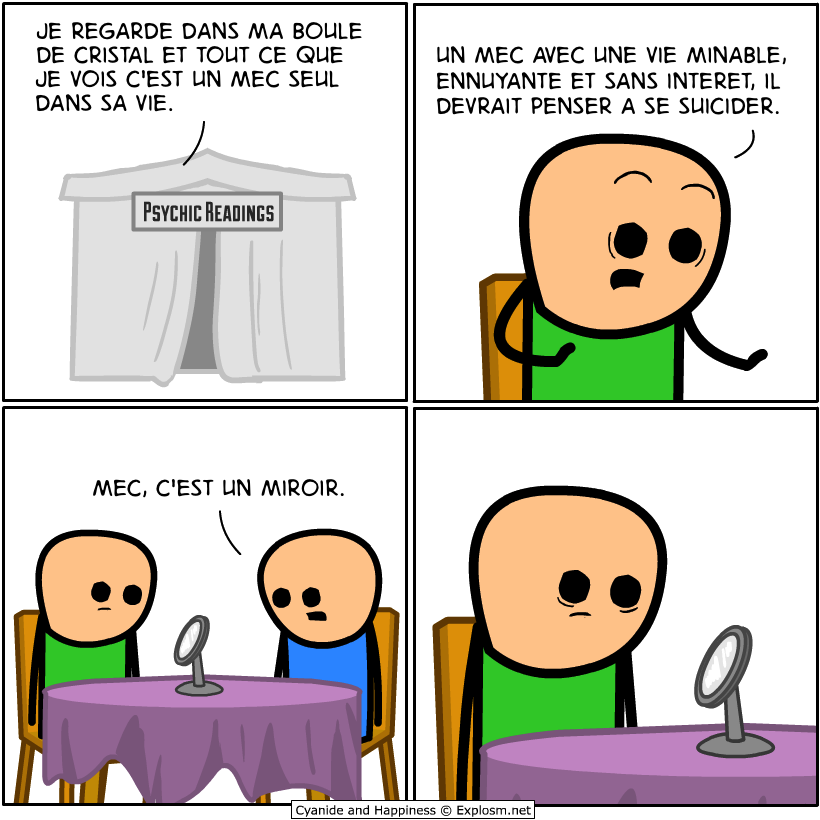 JE REGARDE DANS MA BOULE
DE CRISTAL ET TOUT CE QUE
JE VOIS C'EST UN MEC SEUL
DANS SA VIE.
PSYCHIC READINGS
UN MEC AVEC UNE VIE MINABLE,
ENNUYANTE ET SANS INTERET, IL
DEVRAIT PENSER A SE SUICIDER.
MEC, C'EST UN MIROIR.
Cyanide and Happiness © Explosm.net